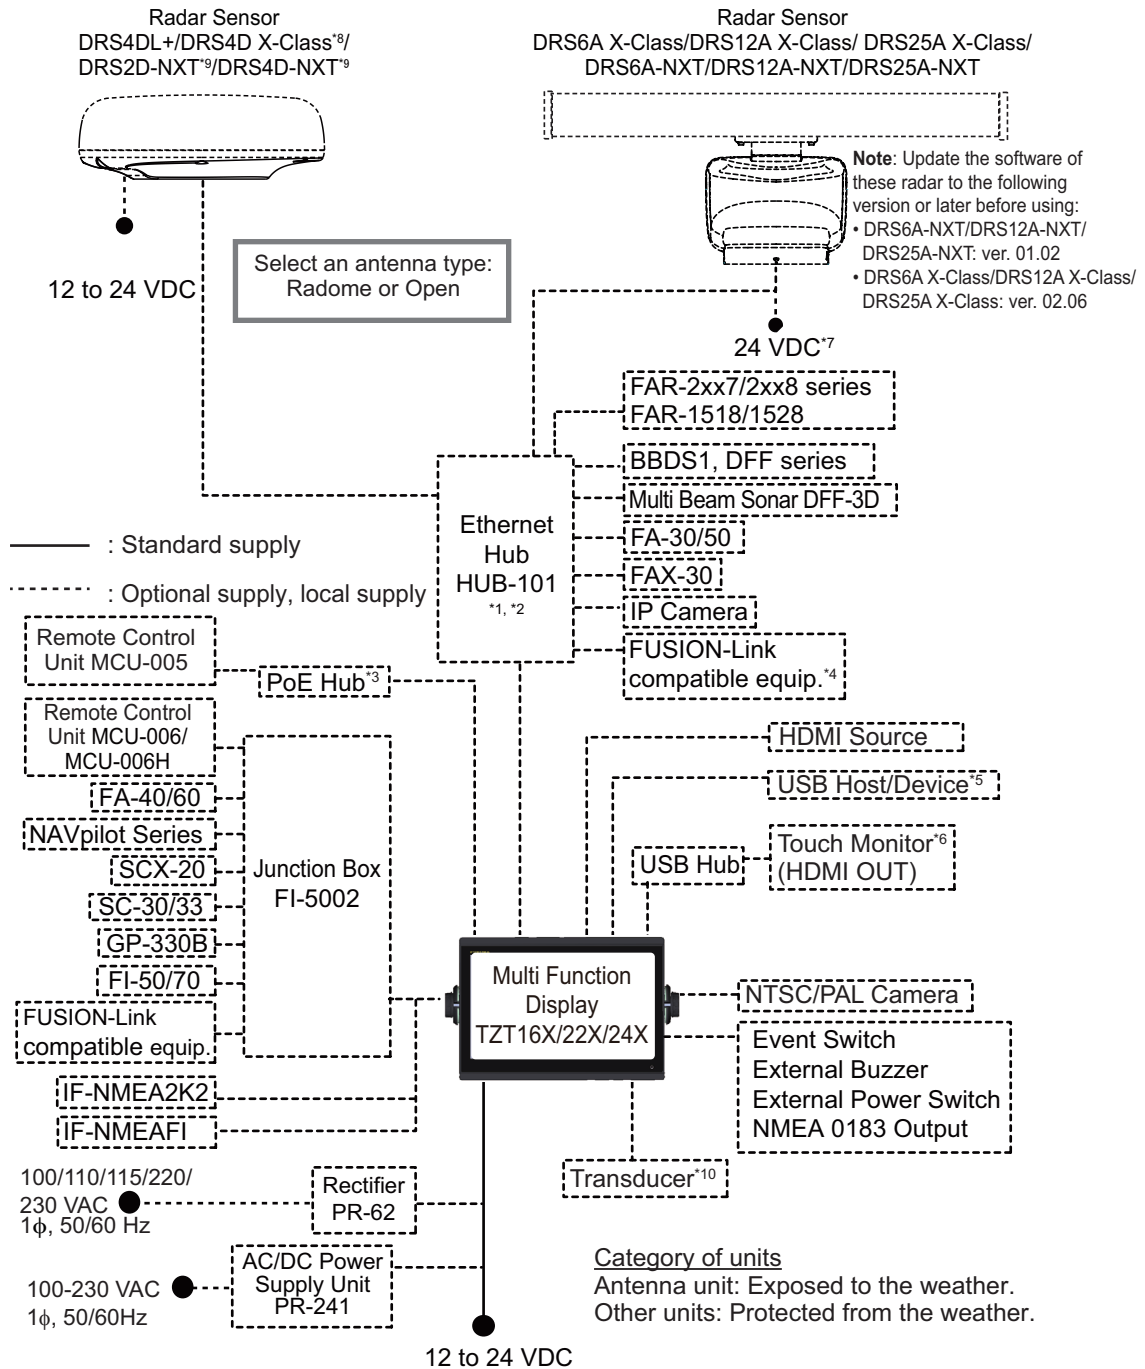 Radar Sensor
DRS4DL+/DRS4D X-Class*8/
DRS2D-NXT*9/DRS4D-NXT*9
Radar Sensor
DRS6A X-Class/DRS12A X-Class/ DRS25A X-Class/
DRS6A-NXT/DRS12A-NXT/DRS25A-NXT
Note: Update the software of
these radar to the following
version or later before using:
• DRS6A-NXT/DRS12A-NXT/
DRS25A-NXT: ver. 01.02
• DRS6A X-Class/DRS12A X-Class/
DRS25A X-Class: ver. 02.06
12 to 24 VDC
Select an antenna type:
Radome or Open
24 VDC*7
FAR-2xx7/2xx8 series
FAR-1518/1528
BBDS1, DFF series
Multi Beam Sonar DFF-3D
FA-30/50
FAX-30
IP Camera
FUSION-Link
compatible equip.*4
Ethernet
Hub
HUB-101
*1, *2
: Standard supply
: Optional supply, local supply
Remote Control
Unit MCU-005
PoE Hub*3
Remote Control
Unit MCU-006/
MCU-006H
FA-40/60
NAVpilot Series
SCX-20
SC-30/33
GP-330B
FI-50/70
FUSION-Link
compatible equip.
Junction Box
FI-5002
IF-NMEA2K2
IF-NMEAFI
HDMI Source
USB Host/Device*5
USB Hub
Touch Monitor*6
(HDMI OUT)
Multi Function
Display
TZT16X/22X/24X
NTSC/PAL Camera
Event Switch
External Buzzer
External Power Switch
NMEA 0183 Output
Transducer*10
100/110/115/220/
230 VAC
1ϕ, 50/60 Hz
Rectifier
PR-62
100-230 VAC
1ϕ, 50/60Hz
AC/DC Power
Supply Unit
PR-241
12 to 24 VDC
Category of units
Antenna unit: Exposed to the weather.
Other units: Protected from the weather.